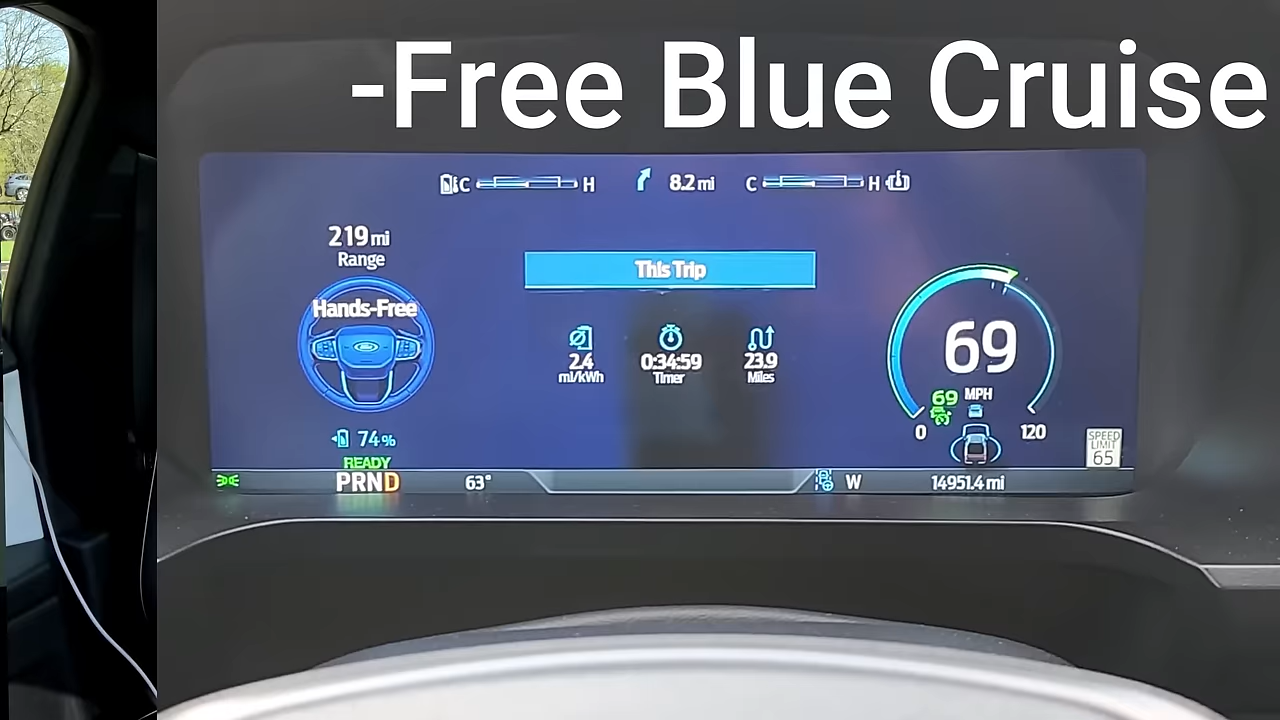 -Free Blue Cruise
C H 8.2 mi C H
219 mi
Range
Hands-Free
Ford
74%
READY
PRND
63°
This Trip
2.4
mi/kWh
0:34:59
Timer
23.9
Miles
69
MPH
69
0
120
SPEED
LIMIT
65
W
14951.4 mi